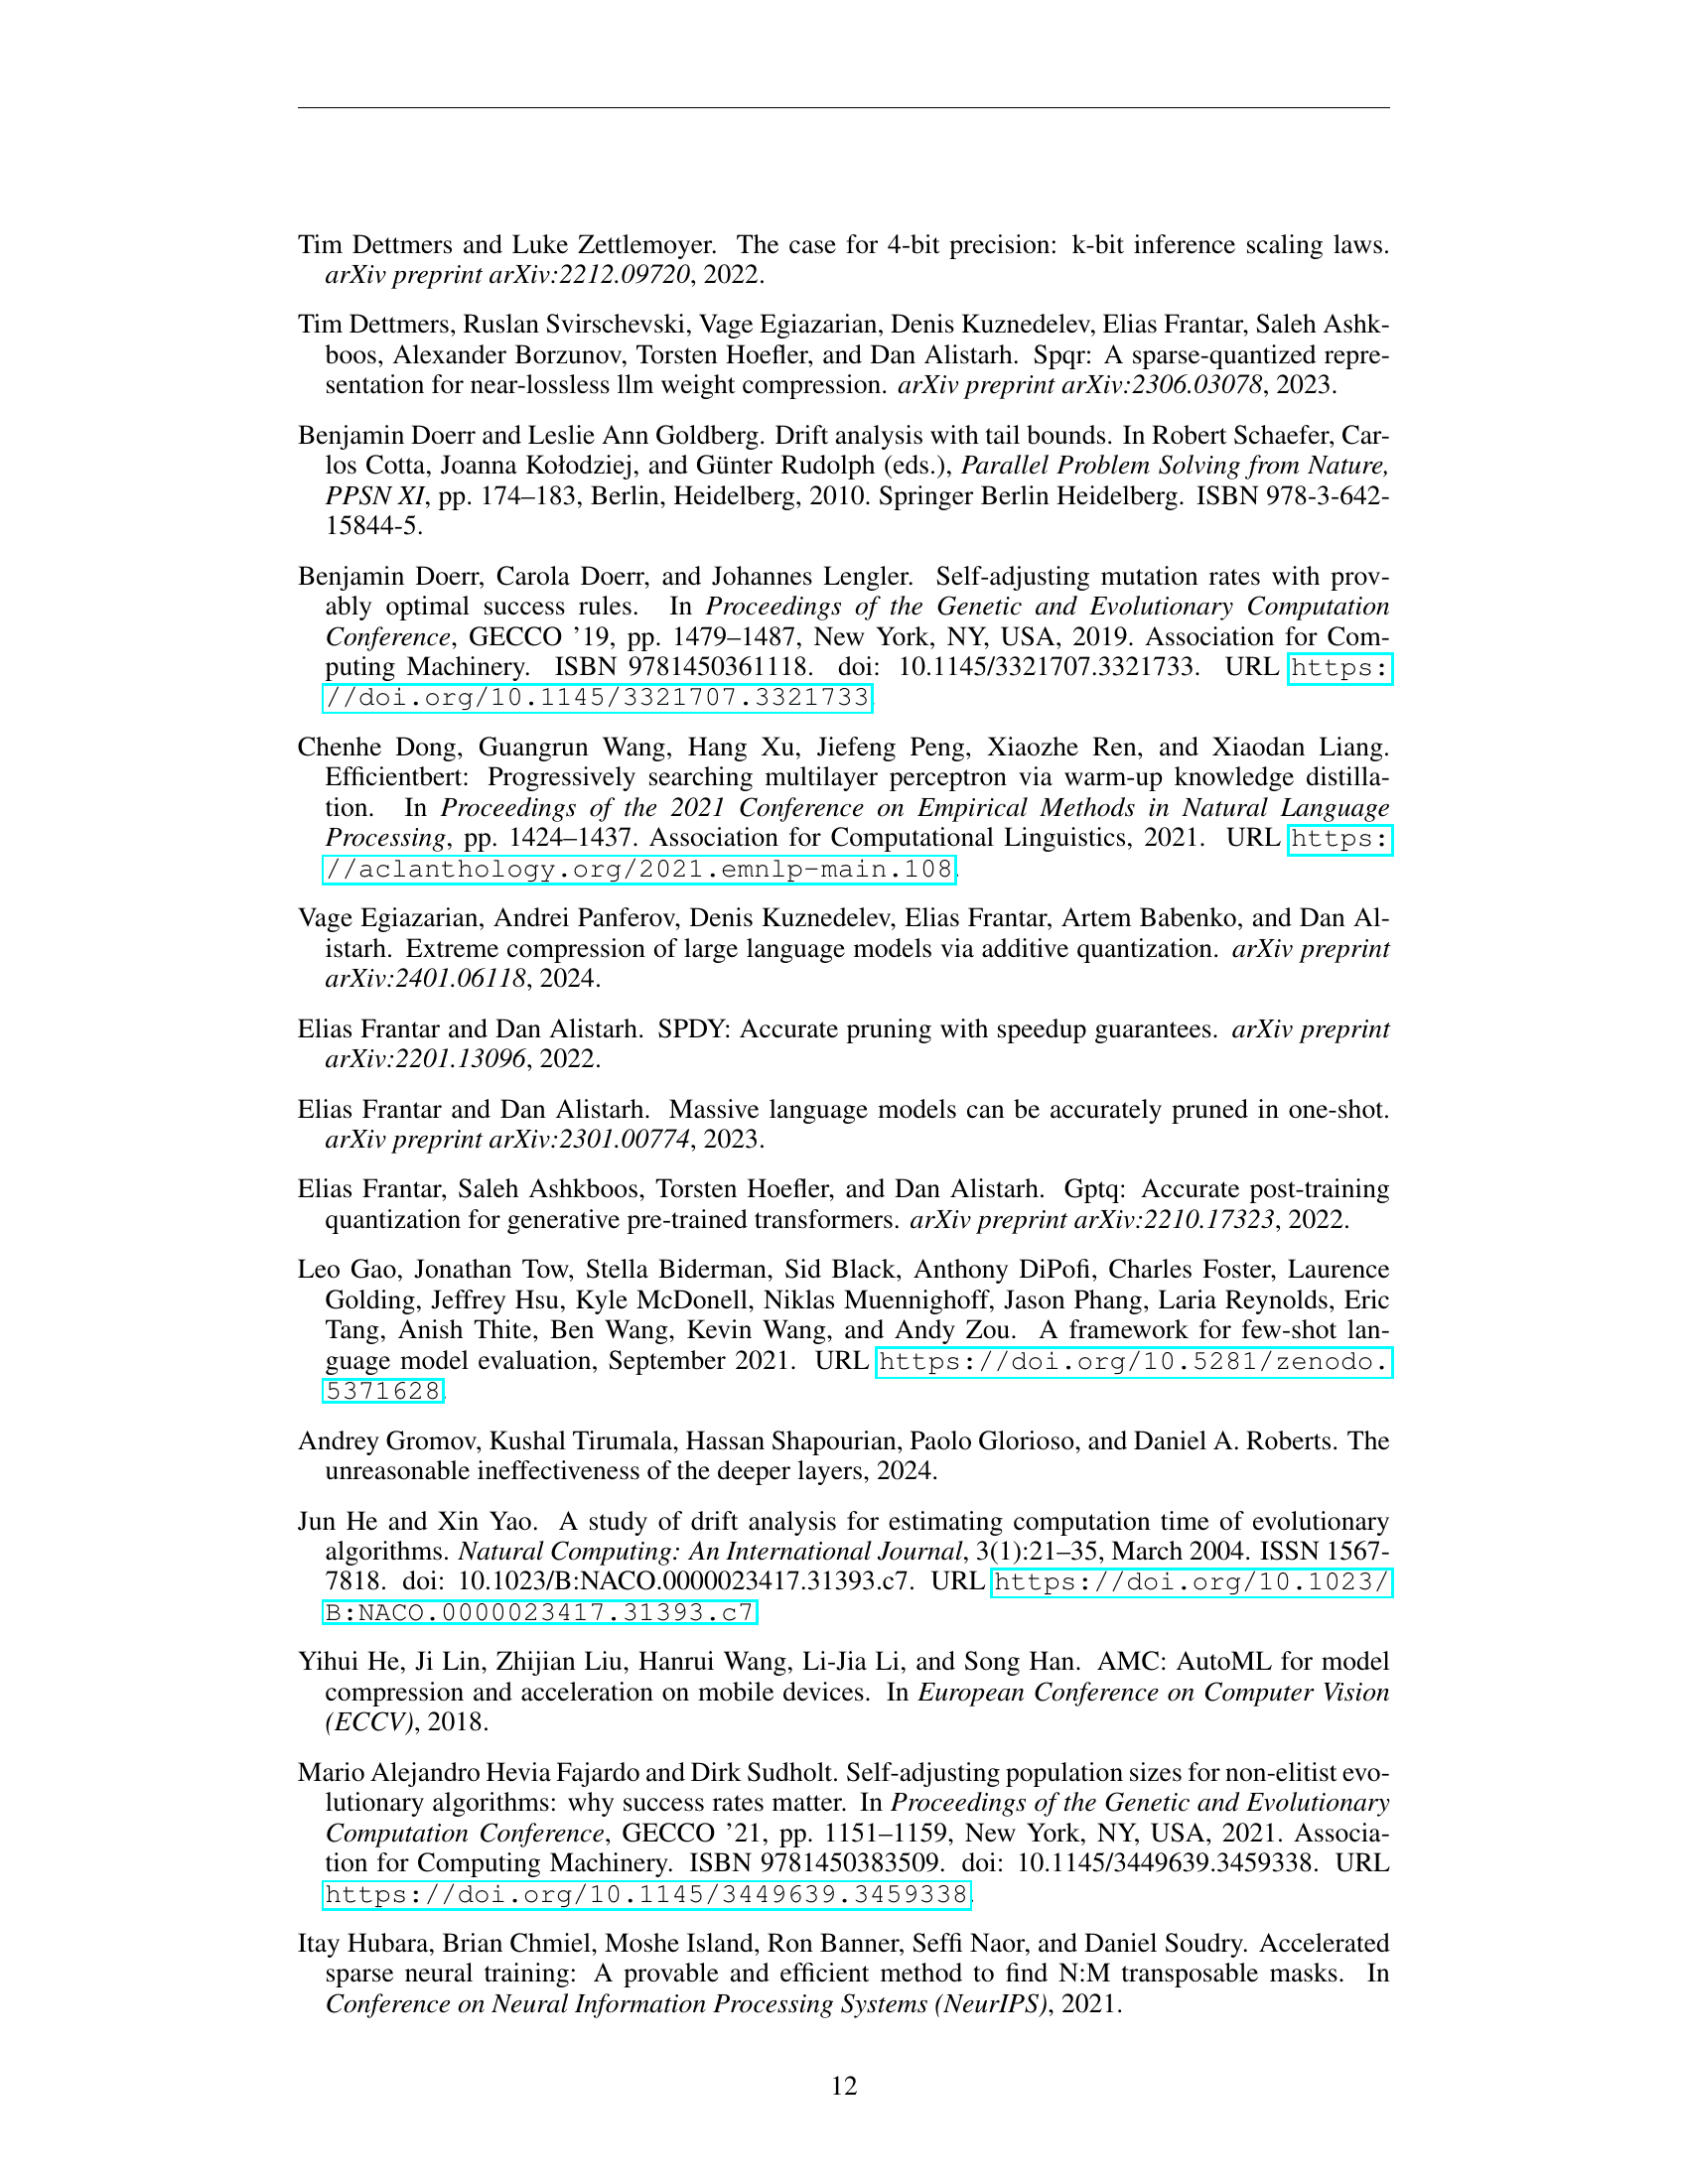 Tim Dettmers and Luke Zettlemoyer. The case for 4-bit precision: k-bit inference scaling laws.
arXiv preprint arXiv:2212.09720, 2022.
Tim Dettmers, Ruslan Svirschevski, Vage Egiazarian, Denis Kuznedelev, Elias Frantar, Saleh Ashk-
boos, Alexander Borzunov, Torsten Hoefler, and Dan Alistarh. Spqr: A sparse-quantized repre-
sentation for near-lossless llm weight compression. arXiv preprint arXiv:2306.03078, 2023.
Benjamin Doerr and Leslie Ann Goldberg. Drift analysis with tail bounds. In Robert Schaefer, Car-
los Cotta, Joanna Kołodziej, and Günter Rudolph (eds.), Parallel Problem Solving from Nature,
PPSN XI, pp. 174–183, Berlin, Heidelberg, 2010. Springer Berlin Heidelberg. ISBN 978-3-642-
15844-5.
Benjamin Doerr, Carola Doerr, and Johannes Lengler. Self-adjusting mutation rates with prov-
ably optimal success rules. In Proceedings of the Genetic and Evolutionary Computation
Conference, GECCO ’19, pp. 1479–1487, New York, NY, USA, 2019. Association for Com-
puting Machinery. ISBN 9781450361118. doi: 10.1145/3321707.3321733. URL https:
//doi.org/10.1145/3321707.3321733.
Chenhe Dong, Guangrun Wang, Hang Xu, Jiefeng Peng, Xiaozhe Ren, and Xiaodan Liang.
Efficientbert: Progressively searching multilayer perceptron via warm-up knowledge distilla-
tion. In Proceedings of the 2021 Conference on Empirical Methods in Natural Language
Processing, pp. 1424–1437. Association for Computational Linguistics, 2021. URL https:
//aclanthology.org/2021.emnlp-main.108.
Vage Egiazarian, Andrei Panferov, Denis Kuznedelev, Elias Frantar, Artem Babenko, and Dan Al-
istarh. Extreme compression of large language models via additive quantization. arXiv preprint
arXiv:2401.06118, 2024.
Elias Frantar and Dan Alistarh. SPDY: Accurate pruning with speedup guarantees. arXiv preprint
arXiv:2201.13096, 2022.
Elias Frantar and Dan Alistarh. Massive language models can be accurately pruned in one-shot.
arXiv preprint arXiv:2301.00774, 2023.
Elias Frantar, Saleh Ashkboos, Torsten Hoefler, and Dan Alistarh. Gptq: Accurate post-training
quantization for generative pre-trained transformers. arXiv preprint arXiv:2210.17323, 2022.
Leo Gao, Jonathan Tow, Stella Biderman, Sid Black, Anthony DiPofi, Charles Foster, Laurence
Golding, Jeffrey Hsu, Kyle McDonell, Niklas Muennighoff, Jason Phang, Laria Reynolds, Eric
Tang, Anish Thite, Ben Wang, Kevin Wang, and Andy Zou. A framework for few-shot lan-
guage model evaluation, September 2021. URL https://doi.org/10.5281/zenodo.
5371628.
Andrey Gromov, Kushal Tirumala, Hassan Shapourian, Paolo Glorioso, and Daniel A. Roberts. The
unreasonable ineffectiveness of the deeper layers, 2024.
Jun He and Xin Yao. A study of drift analysis for estimating computation time of evolutionary
algorithms. Natural Computing: An International Journal, 3(1):21–35, March 2004. ISSN 1567-
7818. doi: 10.1023/B:NACO.0000023417.31393.c7. URL https://doi.org/10.1023/
B:NACO.0000023417.31393.c7.
Yihui He, Ji Lin, Zhijian Liu, Hanrui Wang, Li-Jia Li, and Song Han. AMC: AutoML for model
compression and acceleration on mobile devices. In European Conference on Computer Vision
(ECCV), 2018.
Mario Alejandro Hevia Fajardo and Dirk Sudholt. Self-adjusting population sizes for non-elitist evo-
lutionary algorithms: why success rates matter. In Proceedings of the Genetic and Evolutionary
Computation Conference, GECCO ’21, pp. 1151–1159, New York, NY, USA, 2021. Associa-
tion for Computing Machinery. ISBN 9781450383509. doi: 10.1145/3449639.3459338. URL
https://doi.org/10.1145/3449639.3459338.
Itay Hubara, Brian Chmiel, Moshe Island, Ron Banner, Seffi Naor, and Daniel Soudry. Accelerated
sparse neural training: A provable and efficient method to find N:M transposable masks. In
Conference on Neural Information Processing Systems (NeurIPS), 2021.
12